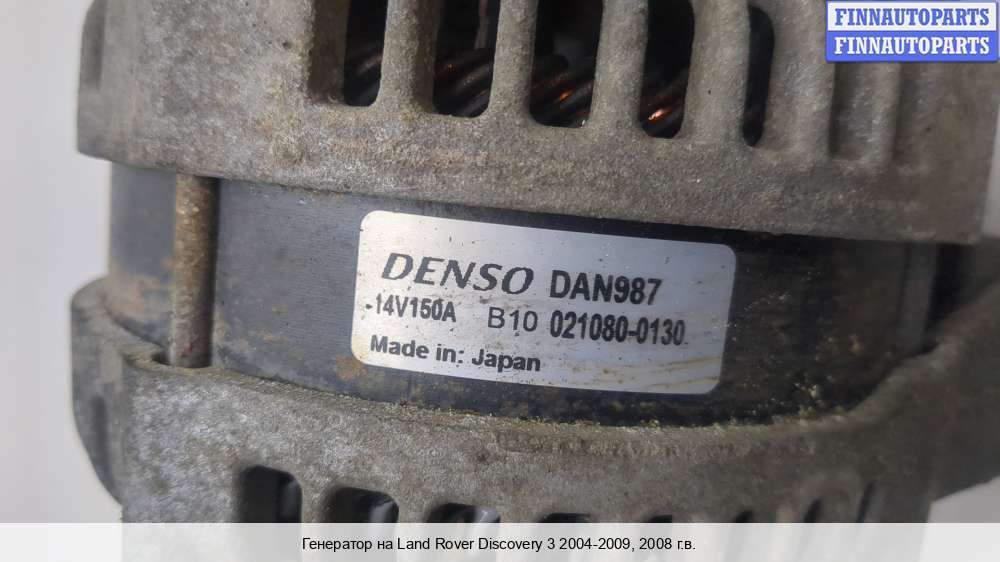 FINNAUTOPARTS
FINNAUTOPARTS
DENSO DAN987
-14V150A B10 021080-0130
Made in: Japan
Генератор на Land Rover Discovery 3 2004-2009, 2008 г.в.